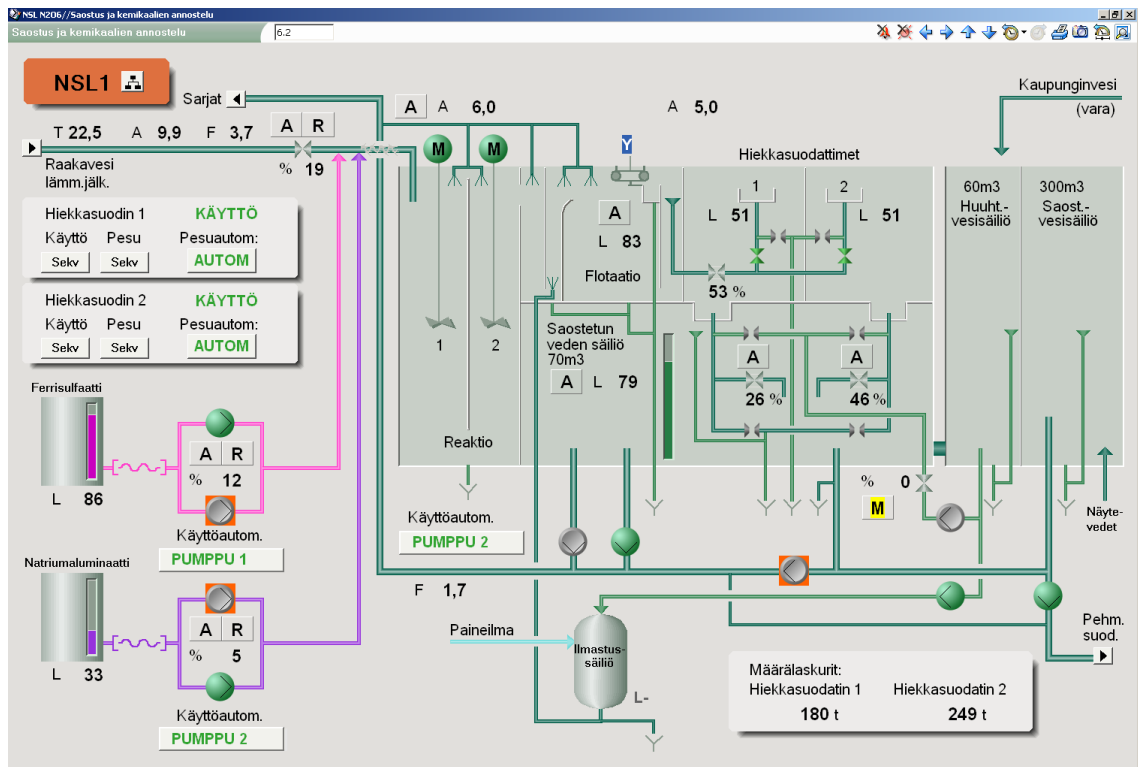 NSL N206//Saostus ja kemikaalien annostelu
Saostus ja kemikaalien annostelu
6.2
NSL1
Sarjat
A A 6,0
A 5,0
Kaupunginvesi
(vara)
T 22,5 A 9,9 F 3,7
A R
% 19
Raakavesi
lämm.jälk.
M M
Y
Hiekkasuodattimet
1
2
L 51
L 51
60m3
Huuht.-
vesisäiliö
300m3
Saost.-
vesisäiliö
Hiekkasuodin 1 KÄYTTÖ
Käyttö Pesu Pesuautom:
Sekv Sekv AUTOM
Hiekkasuodin 2 KÄYTTÖ
Käyttö Pesu Pesuautom:
Sekv Sekv AUTOM
A
L 83
Flotaatio
53 %
1 2
Saostetun
veden säiliö
70m3
A L 79
A
26 %
A
46 %
Reaktio
Ferrisulfaatti
L 86
A R
% 12
Käyttöautom.
PUMPPU 1
Käyttöautom.
PUMPPU 2
% 0
M
Näyte-
vedet
Natriumaluminaatti
L 33
A R
% 5
Käyttöautom.
PUMPPU 2
F 1,7
Paineilma
Ilmastus-
säiliö
L-
Pehm.
suod.
Määrälaskurit:
Hiekkasuodatin 1 Hiekkasuodatin 2
180 t 249 t